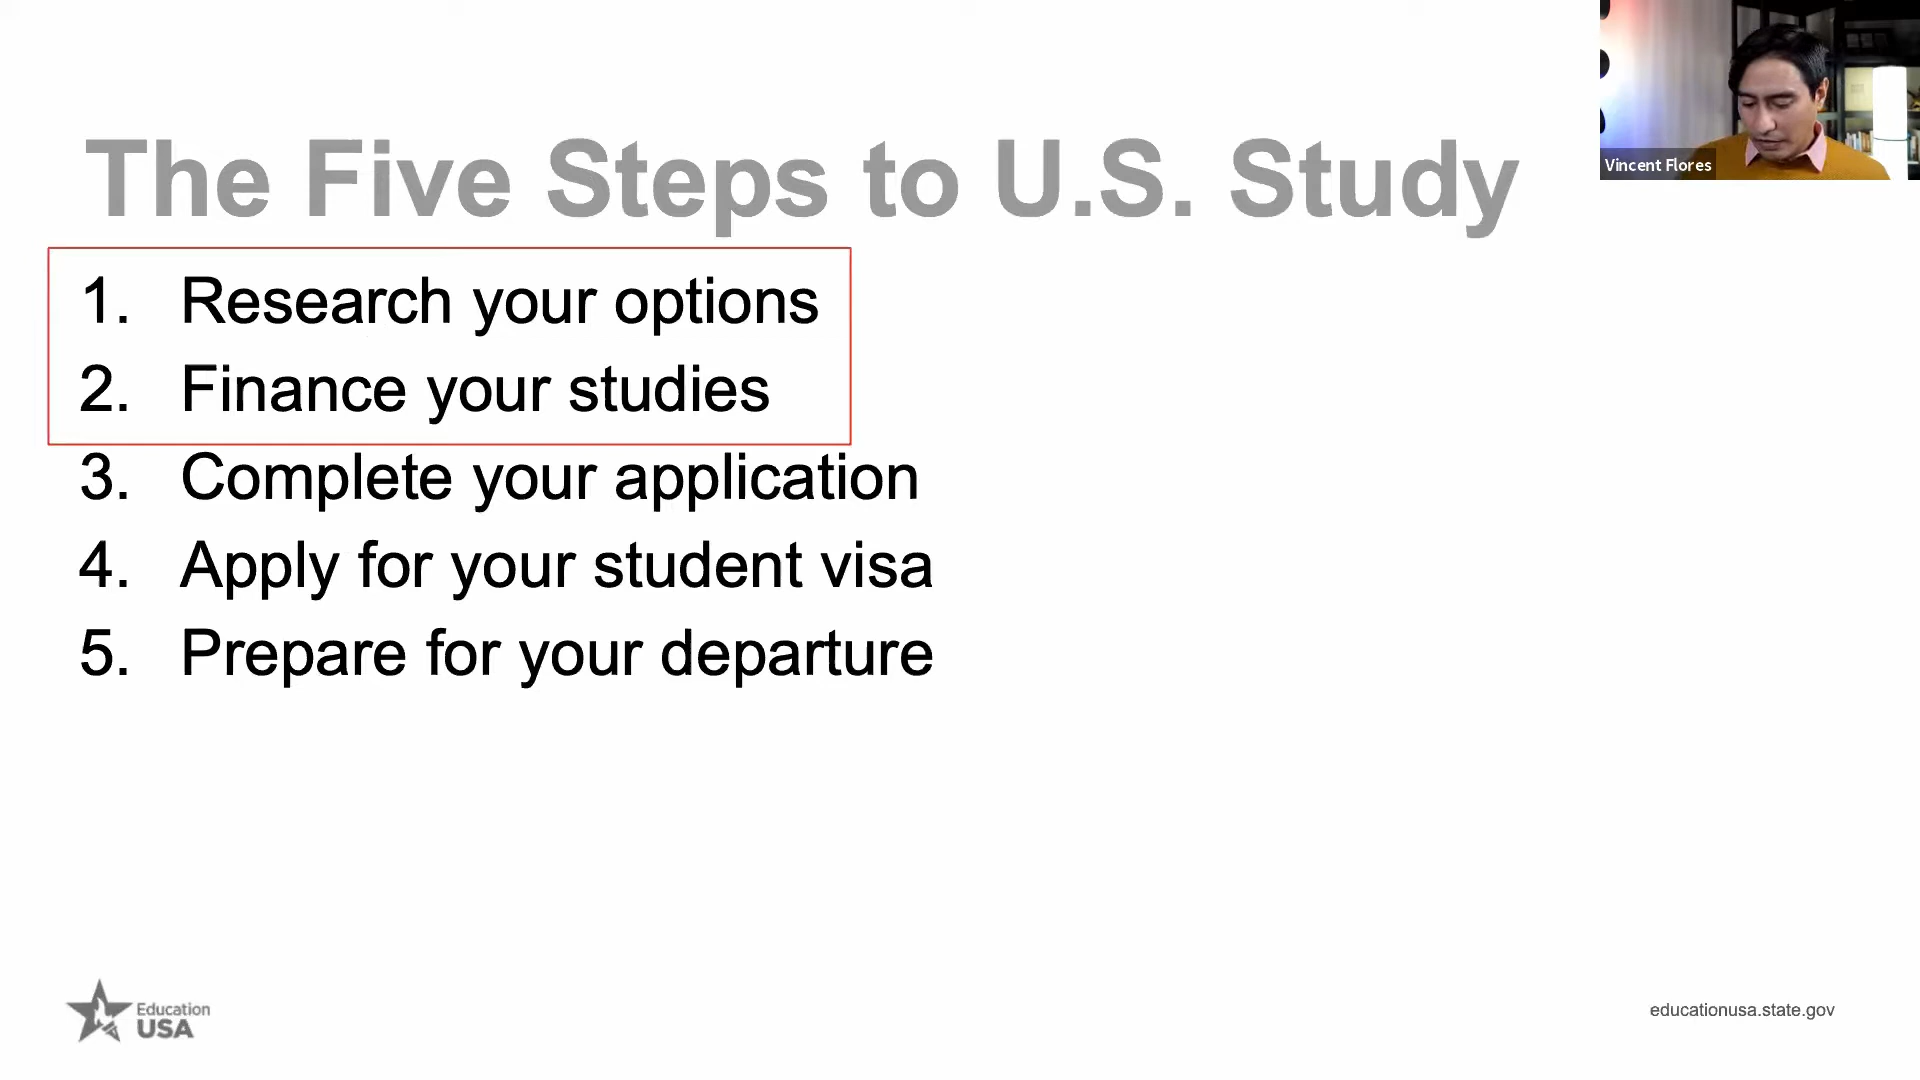 The Five Steps to U.S. Study
1. Research your options
2. Finance your studies
3. Complete your application
4. Apply for your student visa
5. Prepare for your departure
Vincent Flores
Education
USA
educationusa.state.gov